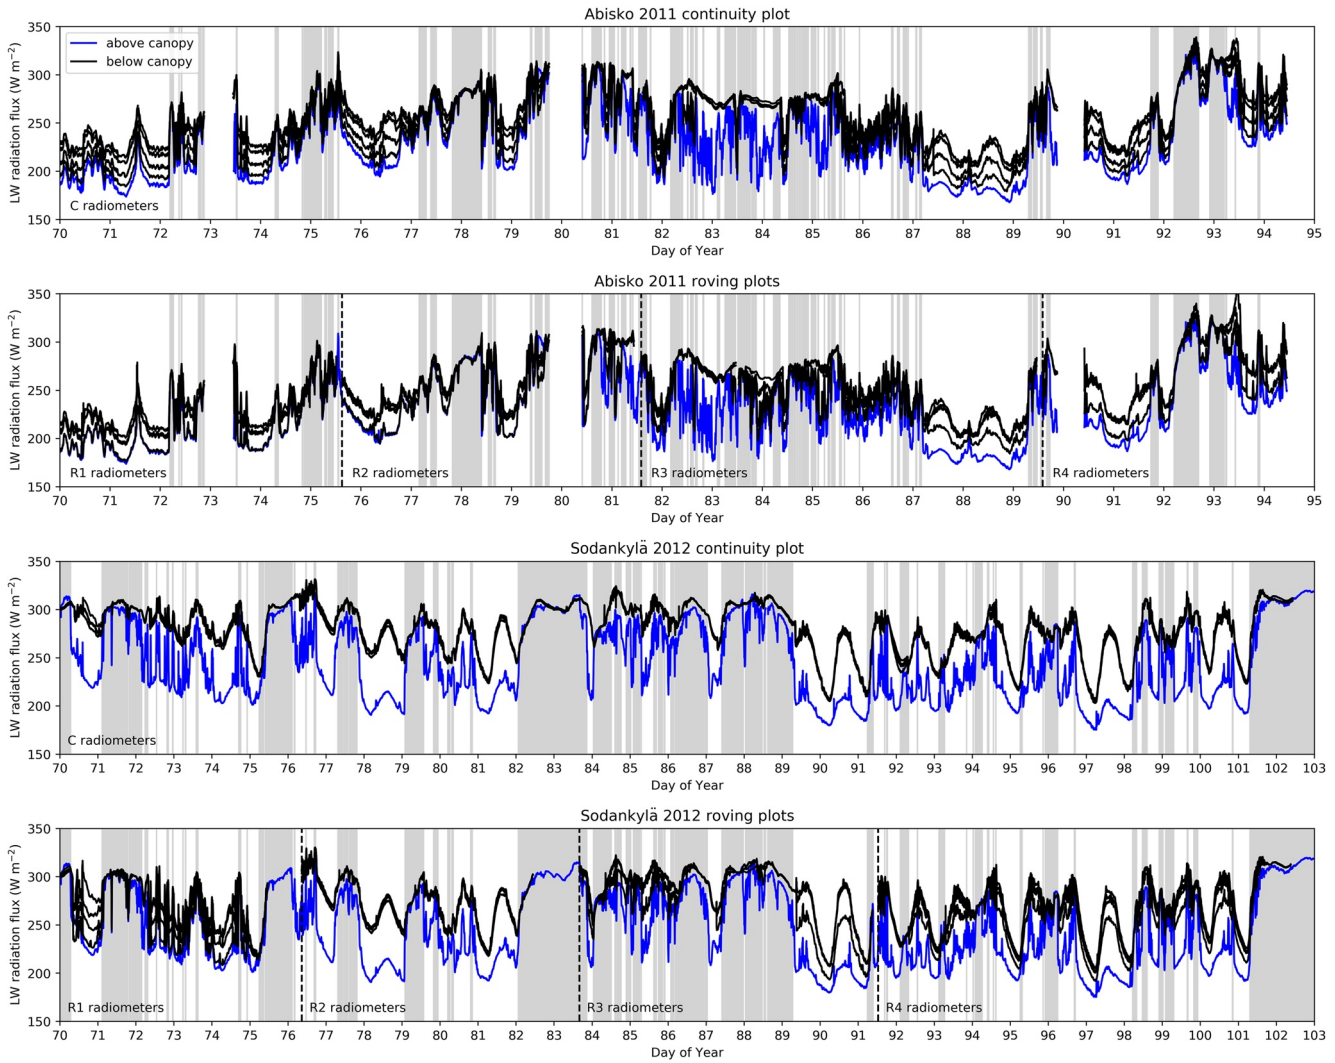 Abisko 2011 continuity plot
350
300
250
200
150
LW radiation flux (W m⁻²)
above canopy
below canopy
C radiometers
70 71 72 73 74 75 76 77 78 79 80 81 82 83 84 85 86 87 88 89 90 91 92 93 94 95
Day of Year
Abisko 2011 roving plots
350
300
250
200
150
LW radiation flux (W m⁻²)
R1 radiometers R2 radiometers R3 radiometers R4 radiometers
70 71 72 73 74 75 76 77 78 79 80 81 82 83 84 85 86 87 88 89 90 91 92 93 94 95
Day of Year
Sodankylä 2012 continuity plot
350
300
250
200
150
LW radiation flux (W m⁻²)
C radiometers
70 71 72 73 74 75 76 77 78 79 80 81 82 83 84 85 86 87 88 89 90 91 92 93 94 95 96 97 98 99 100 101 102 103
Day of Year
Sodankylä 2012 roving plots
350
300
250
200
150
LW radiation flux (W m⁻²)
R1 radiometers R2 radiometers R3 radiometers R4 radiometers
70 71 72 73 74 75 76 77 78 79 80 81 82 83 84 85 86 87 88 89 90 91 92 93 94 95 96 97 98 99 100 101 102 103
Day of Year